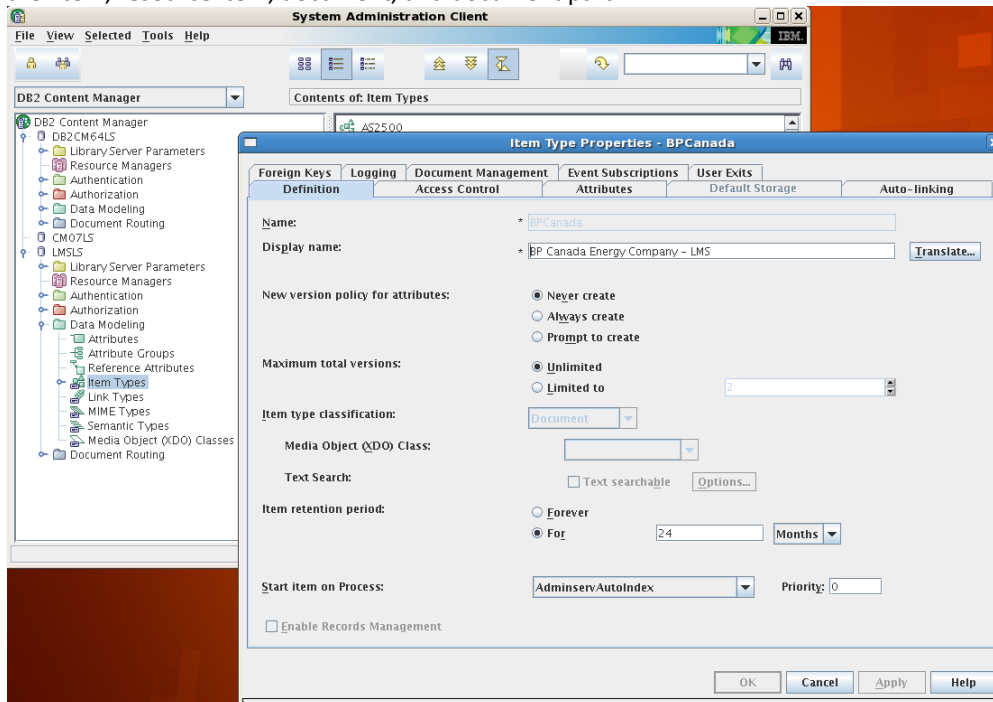 System Administration Client
File View Selected Tools Help
IBM.
DB2 Content Manager
Contents of: Item Types
DB2 Content Manager
DB2CM64LS
Library Server Parameters
Resource Managers
Authentication
Authorization
Data Modeling
Document Routing
CM07LS
LMSLS
Library Server Parameters
Resource Managers
Authentication
Authorization
Data Modeling
Attributes
Attribute Groups
Reference Attributes
Item Types
Link Types
MIME Types
Semantic Types
Media Object (XDO) Classes
Document Routing
AS2500
Item Type Properties - BPCanada
Foreign Keys Logging Document Management Event Subscriptions User Exits
Definition Access Control Attributes Default Storage Auto-linking
Name: * BPCanada
Display name: * BP Canada Energy Company - LMS Translate...
New version policy for attributes: Never create
Always create
Prompt to create
Maximum total versions: Unlimited
Limited to 2
Item type classification: Document
Media Object (XDO) Class:
Text Search: Text searchable Options...
Item retention period: Forever
For 24 Months
Start item on Process: AdminservAutoIndex Priority: 0
Enable Records Management
OK Cancel Apply Help